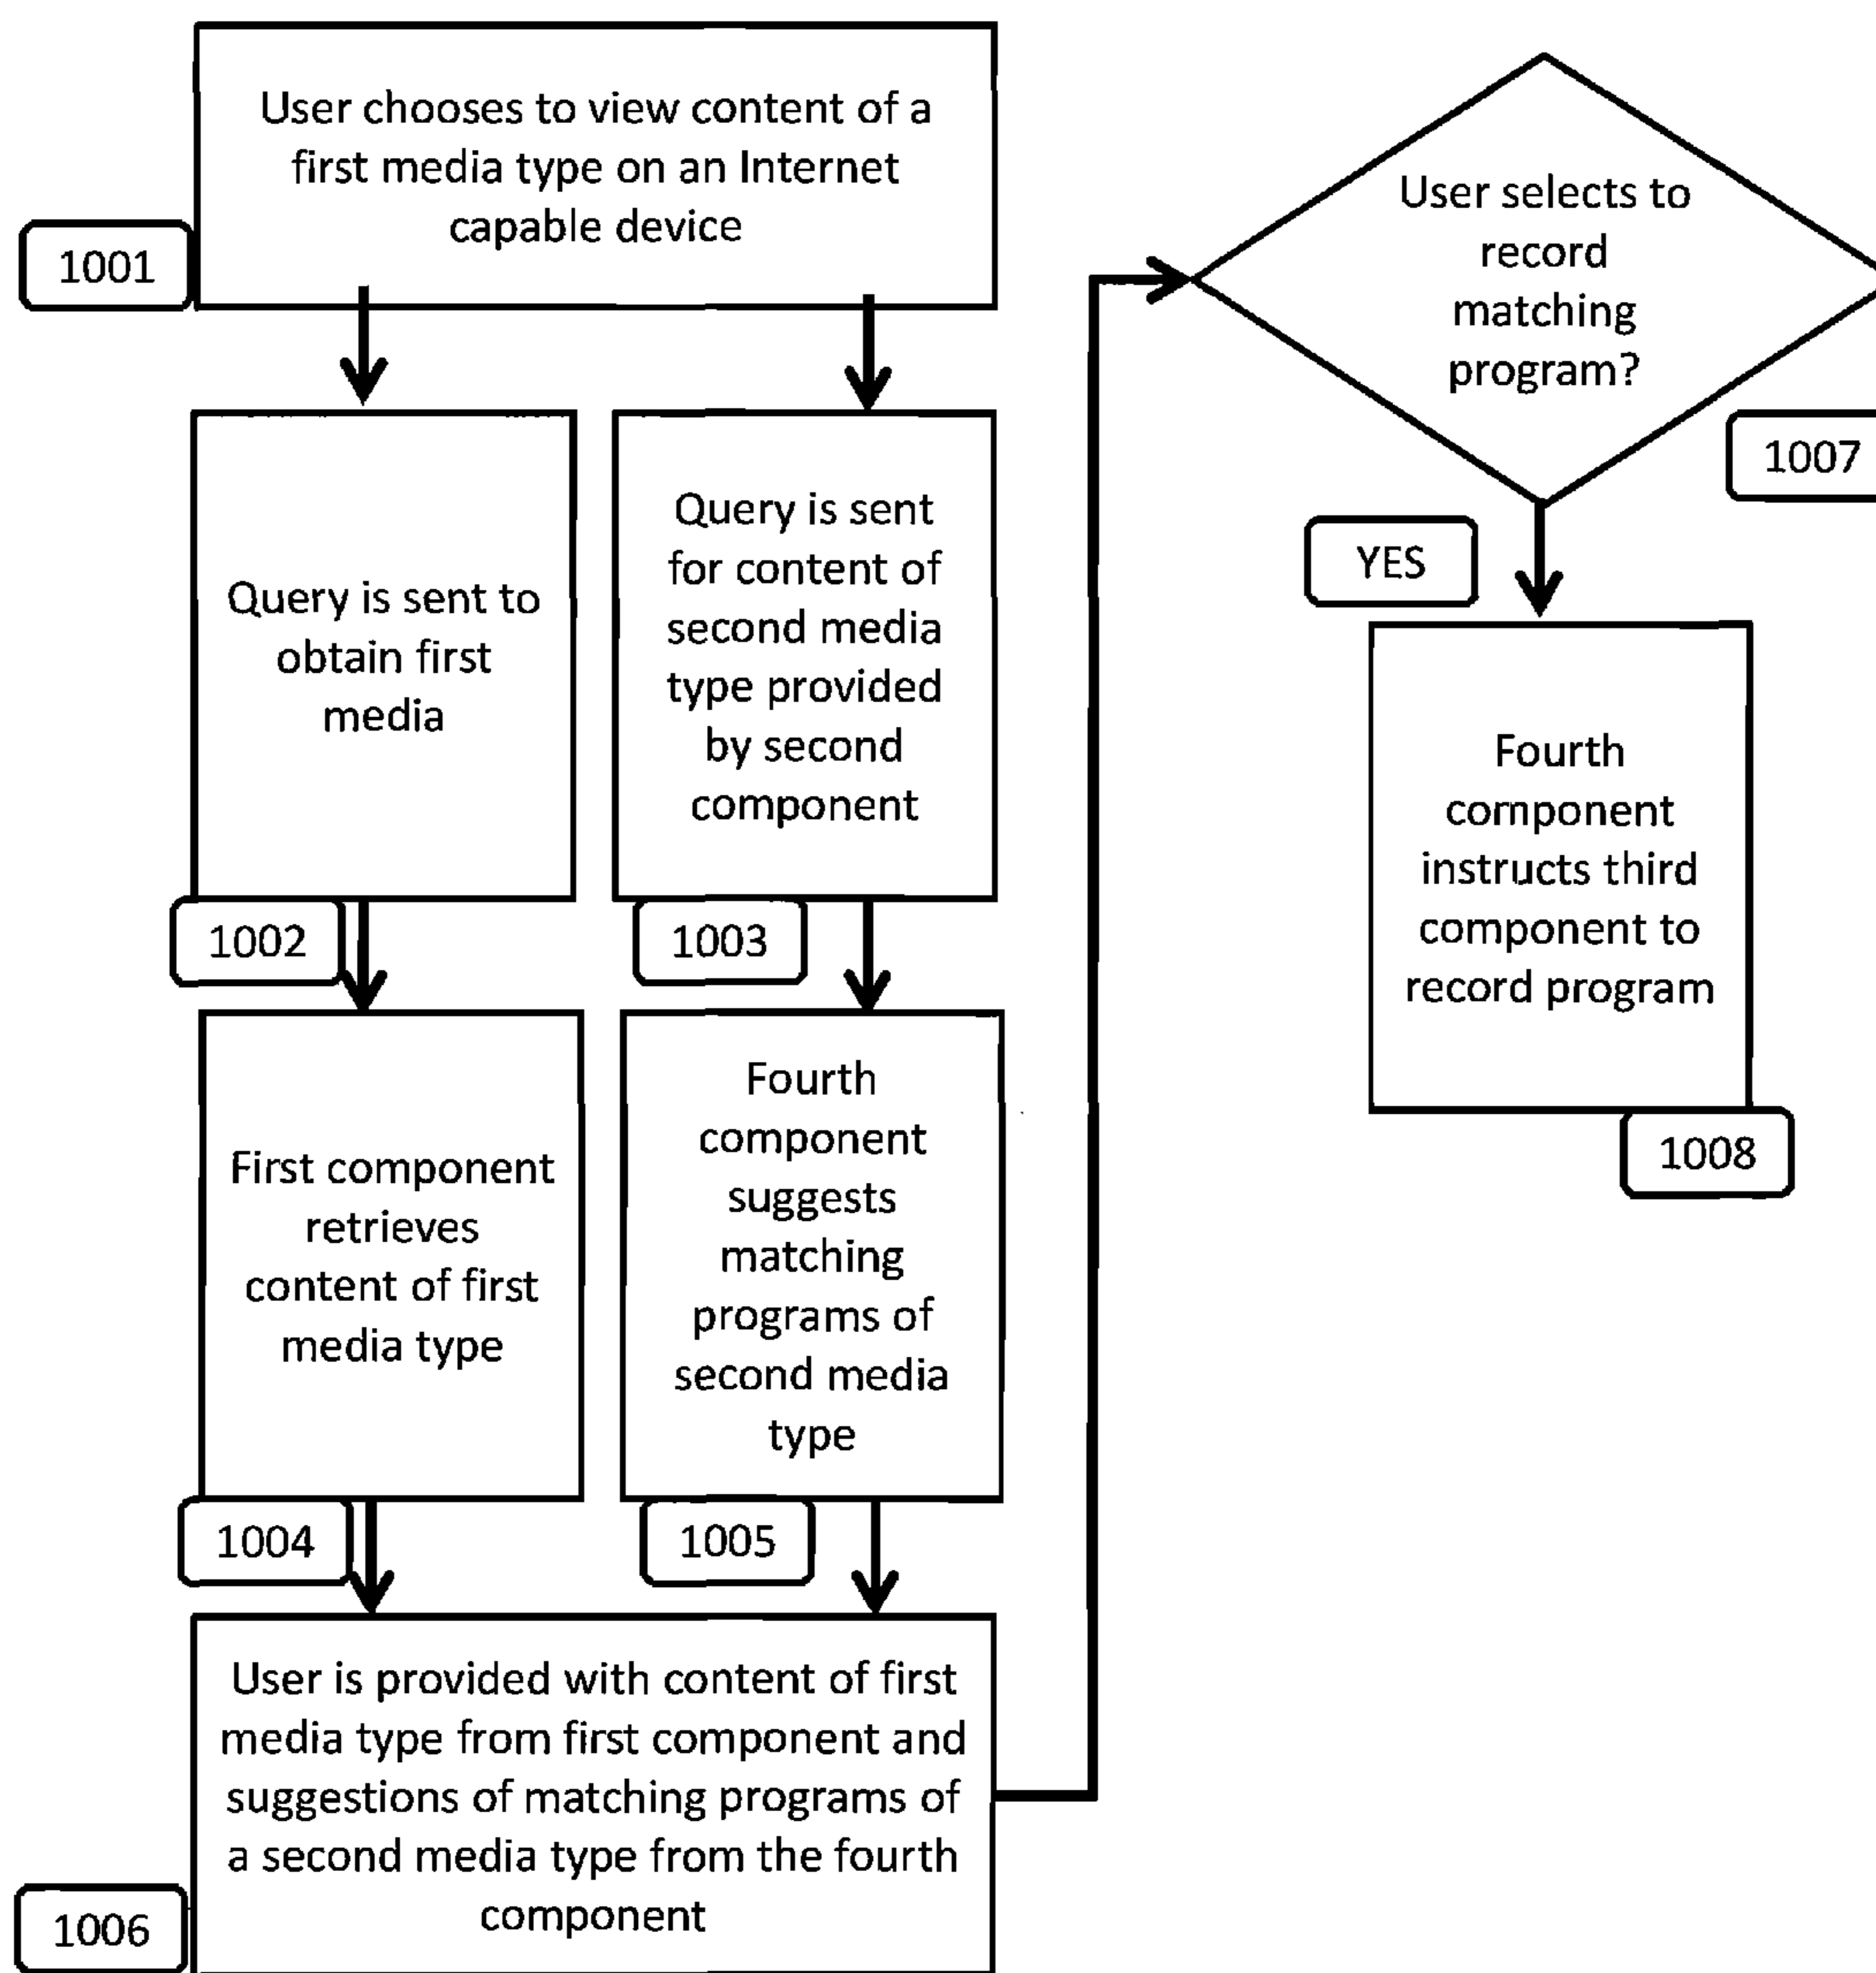 User chooses to view content of a
first media type on an Internet
capable device
1001
Query is sent to
obtain first
media
1002
Query is sent
for content of
second media
type provided
by second
component
1003
First component
retrieves
content of first
media type
1004
Fourth
component
suggests
matching
programs of
second media
type
1005
User is provided with content of first
media type from first component and
suggestions of matching programs of
a second media type from the fourth
component
1006
User selects to
record
matching
program?
1007
YES
Fourth
component
instructs third
component to
record program
1008